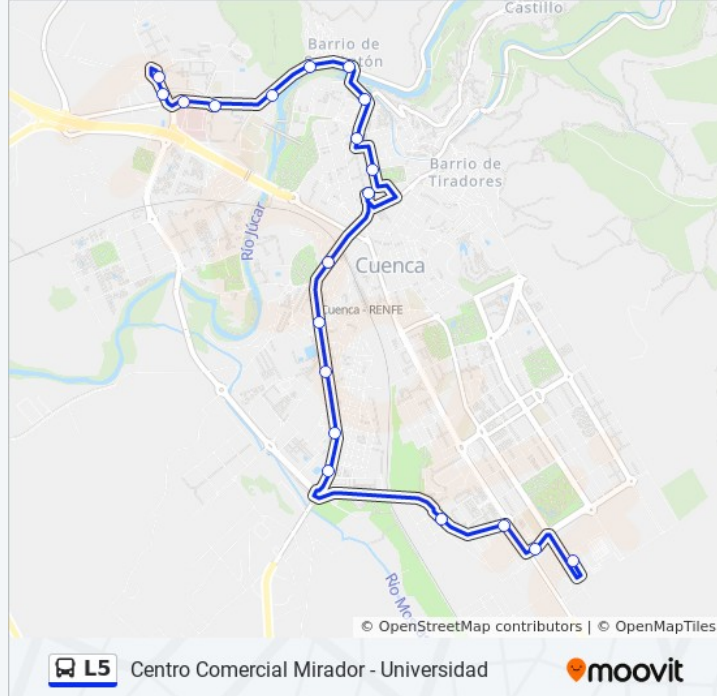 Castillo
Barrio de
tón
Barrio de
Tiradores
Río Júcar
Cuenca
Cuenca - RENFE
Río Mo
© OpenStreetMap contributors | © OpenMapTiles
L5 Centro Comercial Mirador - Universidad
moovit